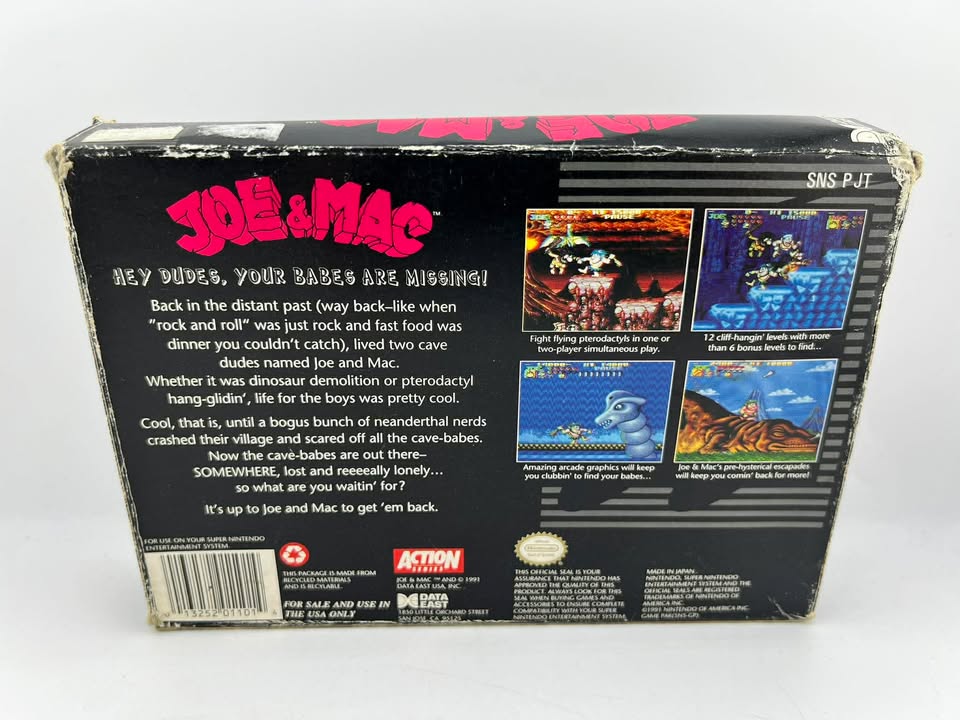 SNS PJT
JOE & MAC™
HEY DUDES, YOUR BABES ARE MISSING!
Back in the distant past (way back–like when
"rock and roll" was just rock and fast food was
dinner you couldn't catch), lived two cave
dudes named Joe and Mac.
Whether it was dinosaur demolition or pterodactyl
hang-glidin', life for the boys was pretty cool.
Cool, that is, until a bogus bunch of neanderthal nerds
crashed their village and scared off all the cave-babes.
Now the cave-babes are out there–
SOMEWHERE, lost and reeeeally lonely...
so what are you waitin' for?
It's up to Joe and Mac to get 'em back.
Fight flying pterodactyls in one or
two-player simultaneous play.
12 cliff-hangin' levels with more
than 6 bonus levels to find...
Amazing arcade graphics will keep
you clubbin' to find your babes...
Joe & Mac's pre-hysterical escapades
will keep you comin' back for more!
FOR USE ON YOUR SUPER NINTENDO
ENTERTAINMENT SYSTEM.
13252 01101
THIS PACKAGE IS MADE FROM
RECYCLED MATERIALS
AND IS RECYLABLE.
FOR SALE AND USE IN
THE USA ONLY
ACTION
SERIES
JOE & MAC ™ AND © 1991
DATA EAST USA, INC.
DATA
EAST
1850 LITTLE ORCHARD STREET
SAN JOSE, CA 95125
Nintendo
THIS OFFICIAL SEAL IS YOUR
ASSURANCE THAT NINTENDO HAS
APPROVED THE QUALITY OF THIS
PRODUCT. ALWAYS LOOK FOR THIS
SEAL WHEN BUYING GAMES AND
ACCESSORIES TO ENSURE COMPLETE
COMPATIBILITY WITH YOUR SUPER
NINTENDO ENTERTAINMENT SYSTEM.
MADE IN JAPAN
NINTENDO, SUPER NINTENDO
ENTERTAINMENT SYSTEM AND THE
OFFICIAL SEALS ARE REGISTERED
TRADEMARKS OF NINTENDO OF
AMERICA INC.
©1991 NINTENDO OF AMERICA INC.